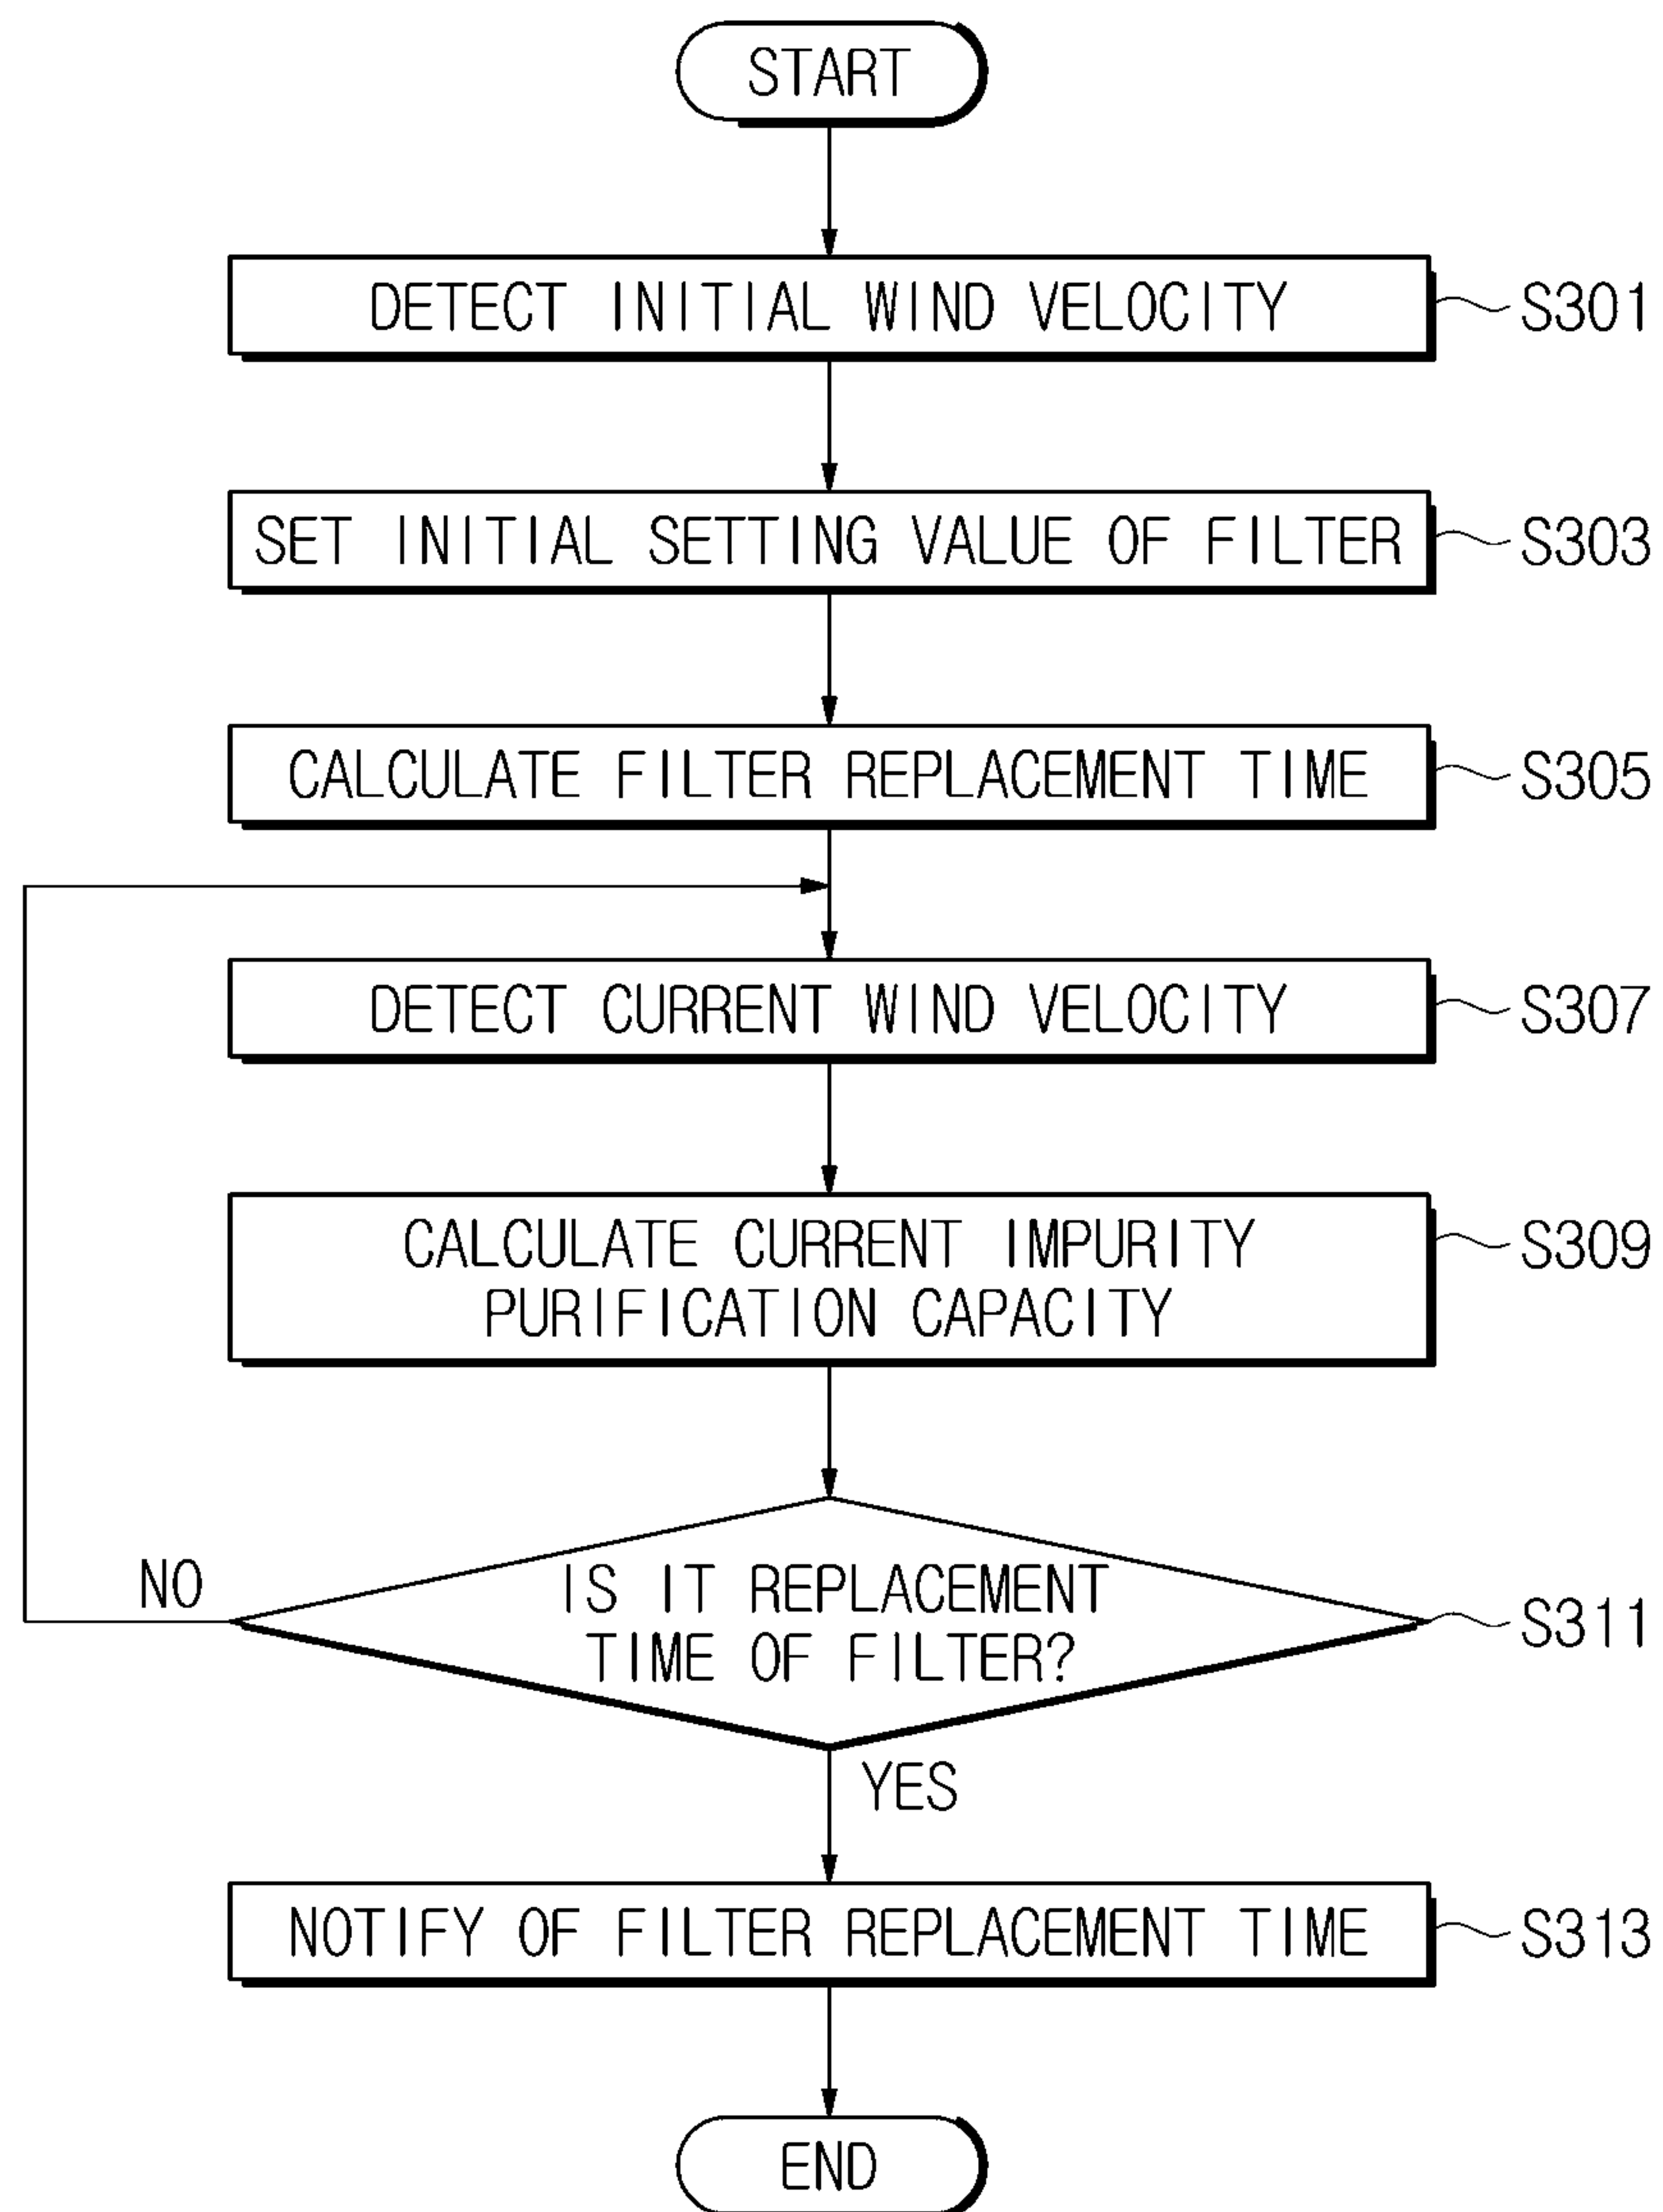 START
DETECT INITIAL WIND VELOCITY
S301
SET INITIAL SETTING VALUE OF FILTER
S303
CALCULATE FILTER REPLACEMENT TIME
S305
DETECT CURRENT WIND VELOCITY
S307
CALCULATE CURRENT IMPURITY
PURIFICATION CAPACITY
S309
NO
IS IT REPLACEMENT
TIME OF FILTER?
S311
YES
NOTIFY OF FILTER REPLACEMENT TIME
S313
END